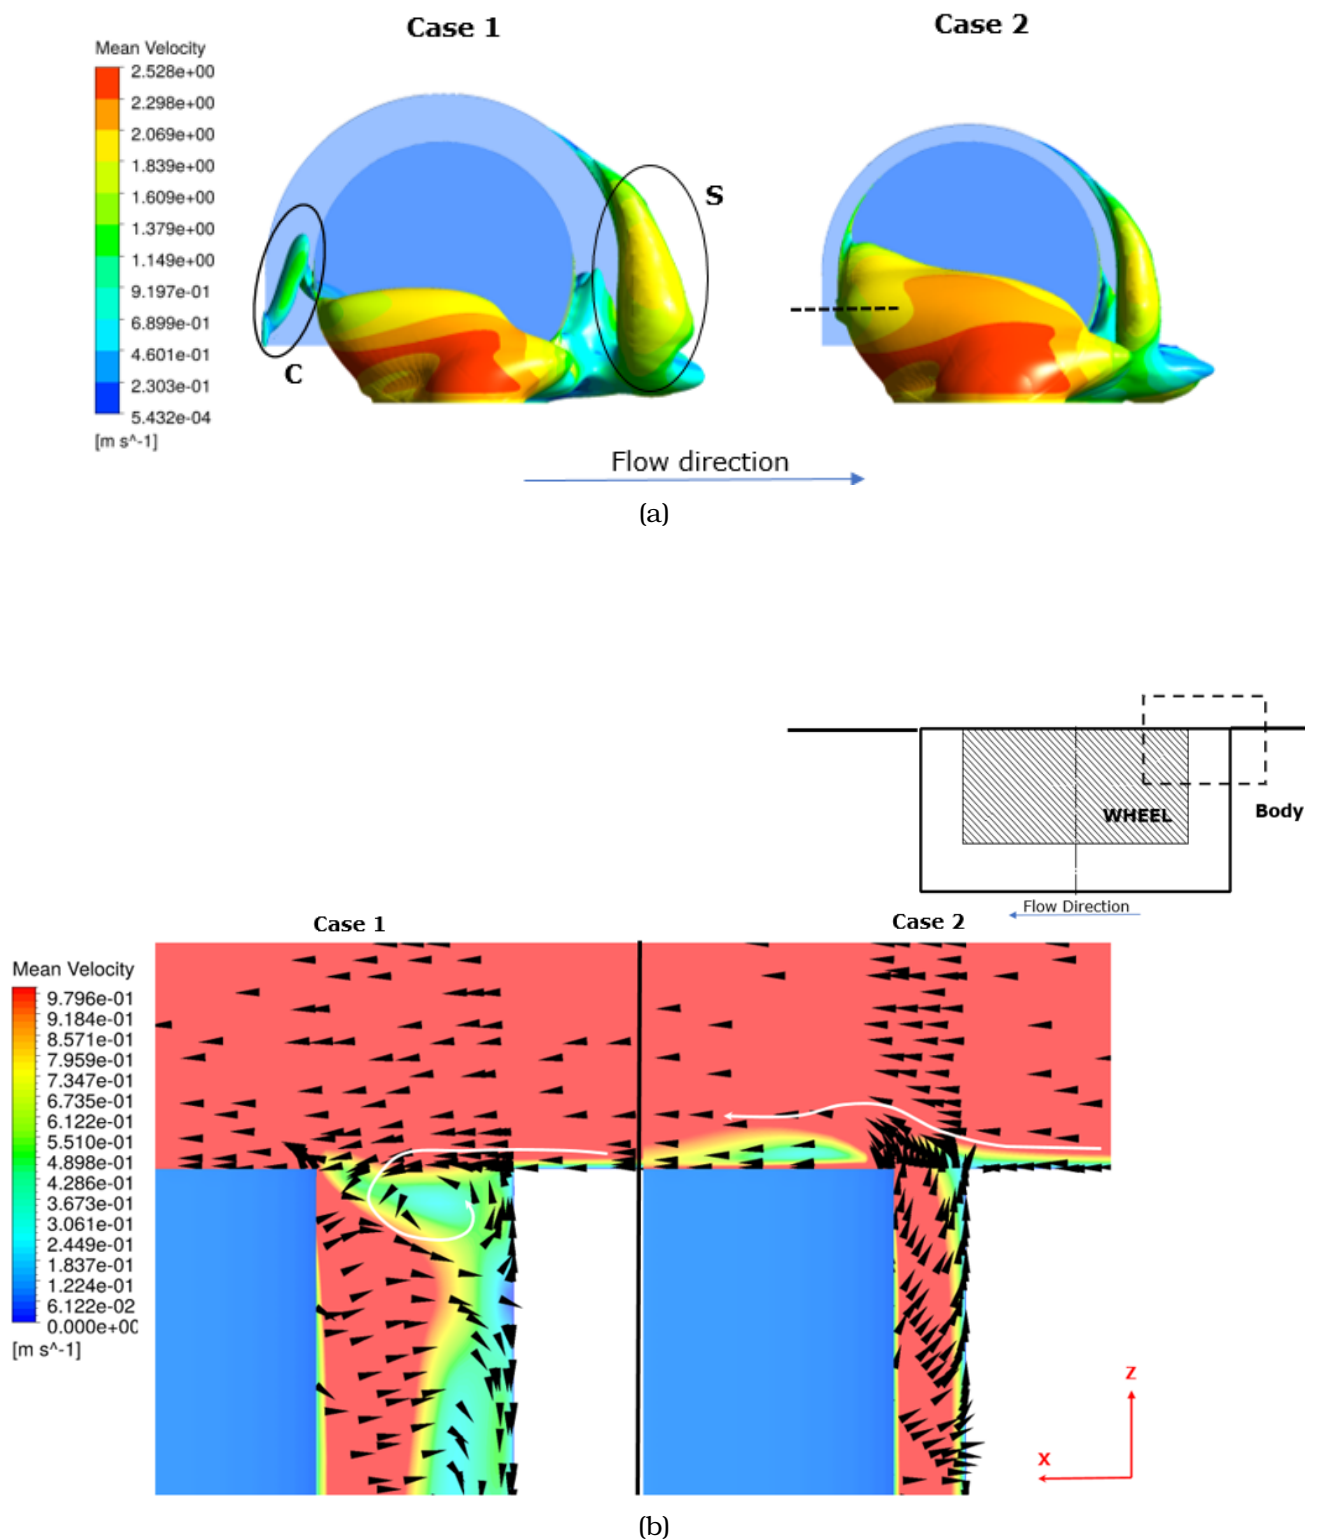 Case 1
Case 2
Mean Velocity
2.528e+00
2.298e+00
2.069e+00
1.839e+00
1.609e+00
1.379e+00
1.149e+00
9.197e-01
6.899e-01
4.601e-01
2.303e-01
5.432e-04
[m s^-1]
S
C
Flow direction
(a)
WHEEL
Body
Flow Direction
Case 1
Case 2
Mean Velocity
9.796e-01
9.184e-01
8.571e-01
7.959e-01
7.347e-01
6.735e-01
6.122e-01
5.510e-01
4.898e-01
4.286e-01
3.673e-01
3.061e-01
2.449e-01
1.837e-01
1.224e-01
6.122e-02
0.000e+00
[m s^-1]
Z
X
(b)